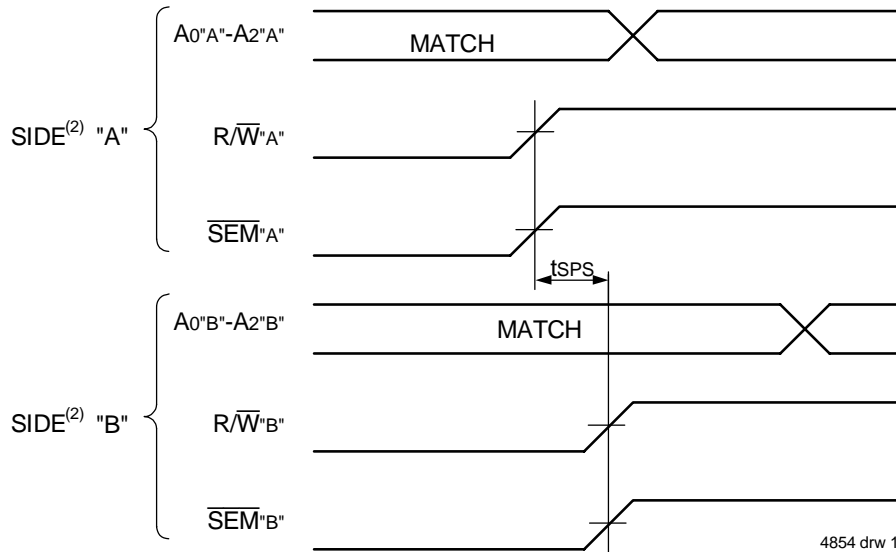 A0"A"-A2"A"
MATCH
SIDE(2) "A"
R/W"A"
SEM"A"
tSPS
A0"B"-A2"B"
MATCH
SIDE(2) "B"
R/W"B"
SEM"B"
4854 drw 1